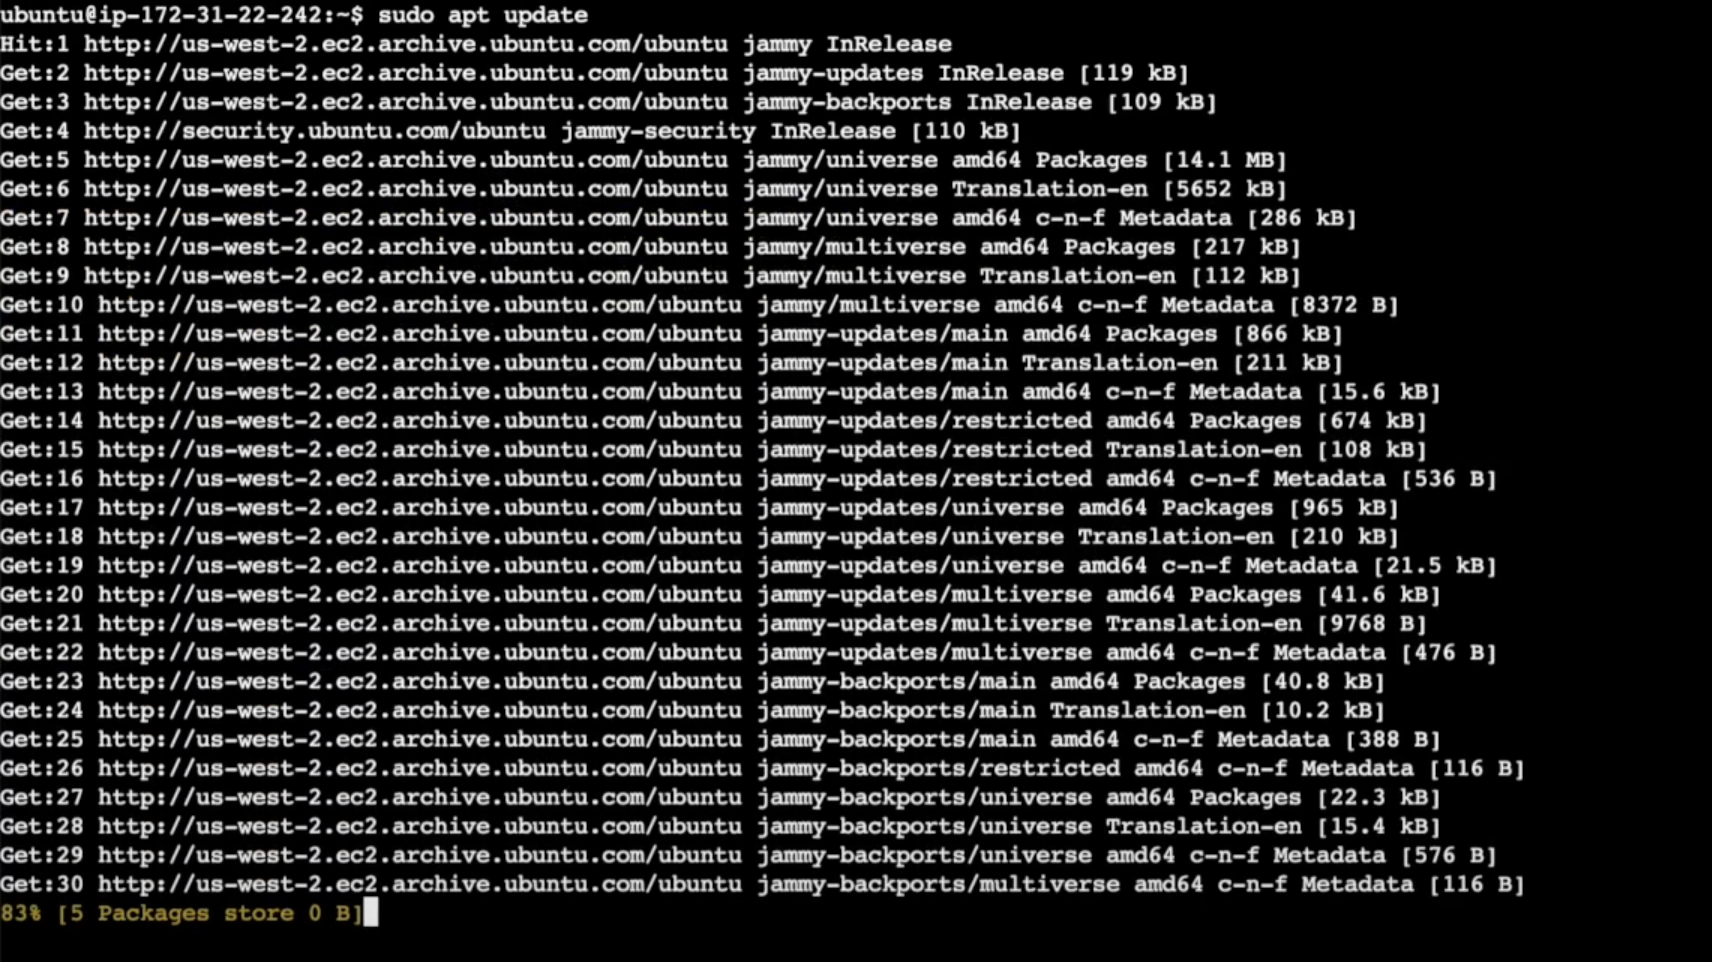 ubuntu@ip-172-31-22-242:~$ sudo apt update
Hit:1 http://us-west-2.ec2.archive.ubuntu.com/ubuntu jammy InRelease
Get:2 http://us-west-2.ec2.archive.ubuntu.com/ubuntu jammy-updates InRelease [119 kB]
Get:3 http://us-west-2.ec2.archive.ubuntu.com/ubuntu jammy-backports InRelease [109 kB]
Get:4 http://security.ubuntu.com/ubuntu jammy-security InRelease [110 kB]
Get:5 http://us-west-2.ec2.archive.ubuntu.com/ubuntu jammy/universe amd64 Packages [14.1 MB]
Get:6 http://us-west-2.ec2.archive.ubuntu.com/ubuntu jammy/universe Translation-en [5652 kB]
Get:7 http://us-west-2.ec2.archive.ubuntu.com/ubuntu jammy/universe amd64 c-n-f Metadata [286 kB]
Get:8 http://us-west-2.ec2.archive.ubuntu.com/ubuntu jammy/multiverse amd64 Packages [217 kB]
Get:9 http://us-west-2.ec2.archive.ubuntu.com/ubuntu jammy/multiverse Translation-en [112 kB]
Get:10 http://us-west-2.ec2.archive.ubuntu.com/ubuntu jammy/multiverse amd64 c-n-f Metadata [8372 B]
Get:11 http://us-west-2.ec2.archive.ubuntu.com/ubuntu jammy-updates/main amd64 Packages [866 kB]
Get:12 http://us-west-2.ec2.archive.ubuntu.com/ubuntu jammy-updates/main Translation-en [211 kB]
Get:13 http://us-west-2.ec2.archive.ubuntu.com/ubuntu jammy-updates/main amd64 c-n-f Metadata [15.6 kB]
Get:14 http://us-west-2.ec2.archive.ubuntu.com/ubuntu jammy-updates/restricted amd64 Packages [674 kB]
Get:15 http://us-west-2.ec2.archive.ubuntu.com/ubuntu jammy-updates/restricted Translation-en [108 kB]
Get:16 http://us-west-2.ec2.archive.ubuntu.com/ubuntu jammy-updates/restricted amd64 c-n-f Metadata [536 B]
Get:17 http://us-west-2.ec2.archive.ubuntu.com/ubuntu jammy-updates/universe amd64 Packages [965 kB]
Get:18 http://us-west-2.ec2.archive.ubuntu.com/ubuntu jammy-updates/universe Translation-en [210 kB]
Get:19 http://us-west-2.ec2.archive.ubuntu.com/ubuntu jammy-updates/universe amd64 c-n-f Metadata [21.5 kB]
Get:20 http://us-west-2.ec2.archive.ubuntu.com/ubuntu jammy-updates/multiverse amd64 Packages [41.6 kB]
Get:21 http://us-west-2.ec2.archive.ubuntu.com/ubuntu jammy-updates/multiverse Translation-en [9768 B]
Get:22 http://us-west-2.ec2.archive.ubuntu.com/ubuntu jammy-updates/multiverse amd64 c-n-f Metadata [476 B]
Get:23 http://us-west-2.ec2.archive.ubuntu.com/ubuntu jammy-backports/main amd64 Packages [40.8 kB]
Get:24 http://us-west-2.ec2.archive.ubuntu.com/ubuntu jammy-backports/main Translation-en [10.2 kB]
Get:25 http://us-west-2.ec2.archive.ubuntu.com/ubuntu jammy-backports/main amd64 c-n-f Metadata [388 B]
Get:26 http://us-west-2.ec2.archive.ubuntu.com/ubuntu jammy-backports/restricted amd64 c-n-f Metadata [116 B]
Get:27 http://us-west-2.ec2.archive.ubuntu.com/ubuntu jammy-backports/universe amd64 Packages [22.3 kB]
Get:28 http://us-west-2.ec2.archive.ubuntu.com/ubuntu jammy-backports/universe Translation-en [15.4 kB]
Get:29 http://us-west-2.ec2.archive.ubuntu.com/ubuntu jammy-backports/universe amd64 c-n-f Metadata [576 B]
Get:30 http://us-west-2.ec2.archive.ubuntu.com/ubuntu jammy-backports/multiverse amd64 c-n-f Metadata [116 B]
83% [5 Packages store 0 B]